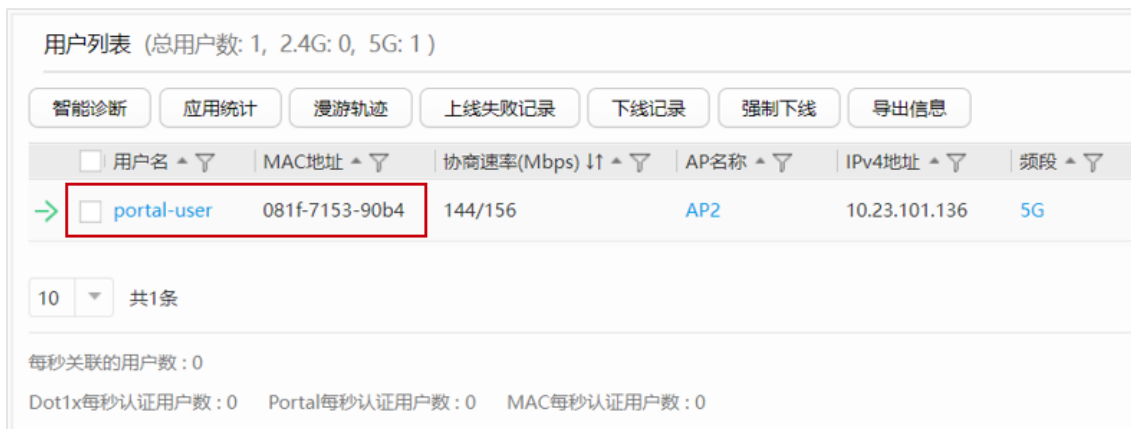 用户列表 (总用户数: 1, 2.4G: 0, 5G: 1 )
智能诊断 应用统计 漫游轨迹 上线失败记录 下线记录 强制下线 导出信息
用户名 MAC地址 协商速率(Mbps) AP名称 IPv4地址 频段
portal-user 081f-7153-90b4 144/156 AP2 10.23.101.136 5G
10 共1条
每秒关联的用户数 : 0
Dot1x每秒认证用户数 : 0 Portal每秒认证用户数 : 0 MAC每秒认证用户数 : 0